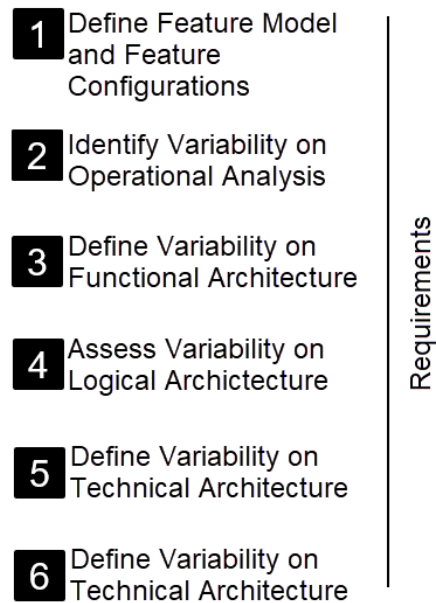 1 Define Feature Model
and Feature
Configurations
2 Identify Variability on
Operational Analysis
3 Define Variability on
Functional Architecture
4 Assess Variability on
Logical Archictecture
5 Define Variability on
Technical Architecture
6 Define Variability on
Technical Architecture
Requirements